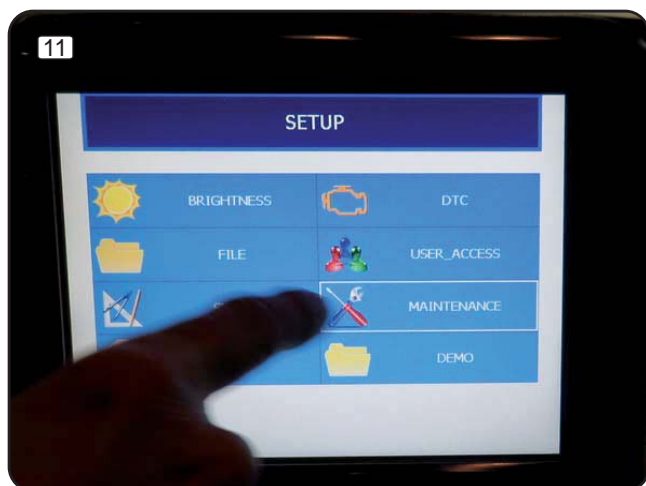 11
SETUP
BRIGHTNESS
DTC
FILE
USER_ACCESS
MAINTENANCE
DEMO